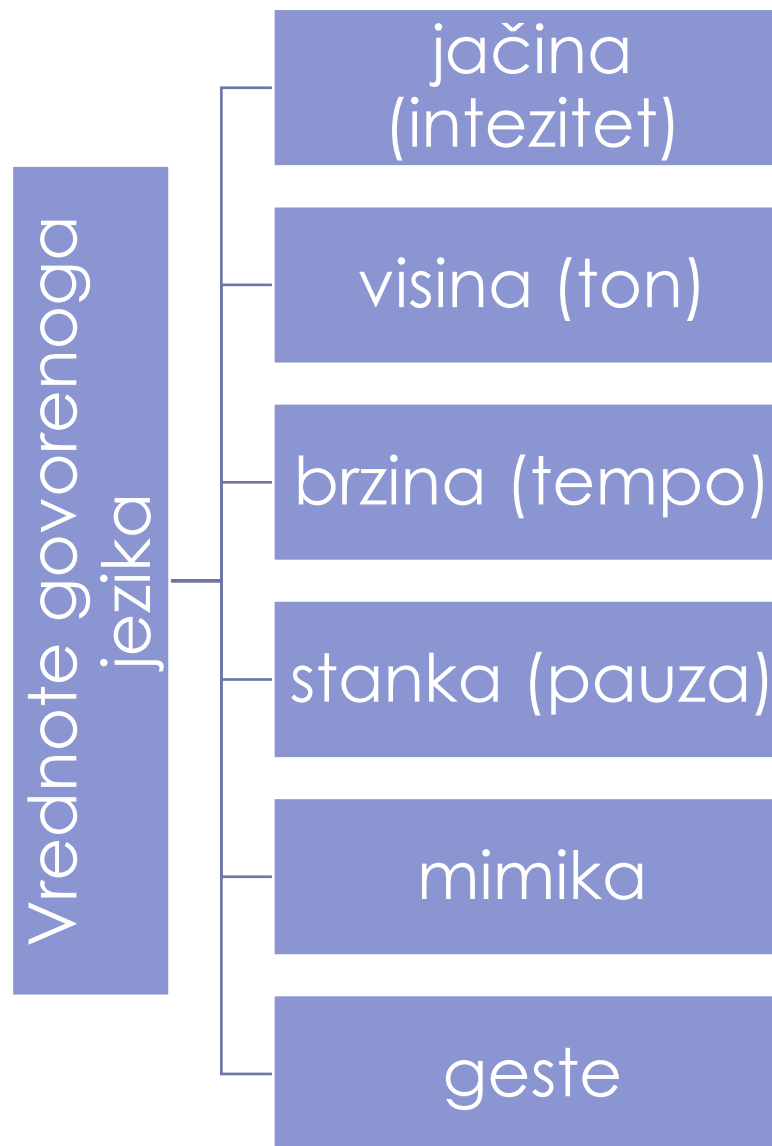 Vrednote govorenoga
jezika
jačina
(intezitet)
visina (ton)
brzina (tempo)
stanka (pauza)
mimika
geste